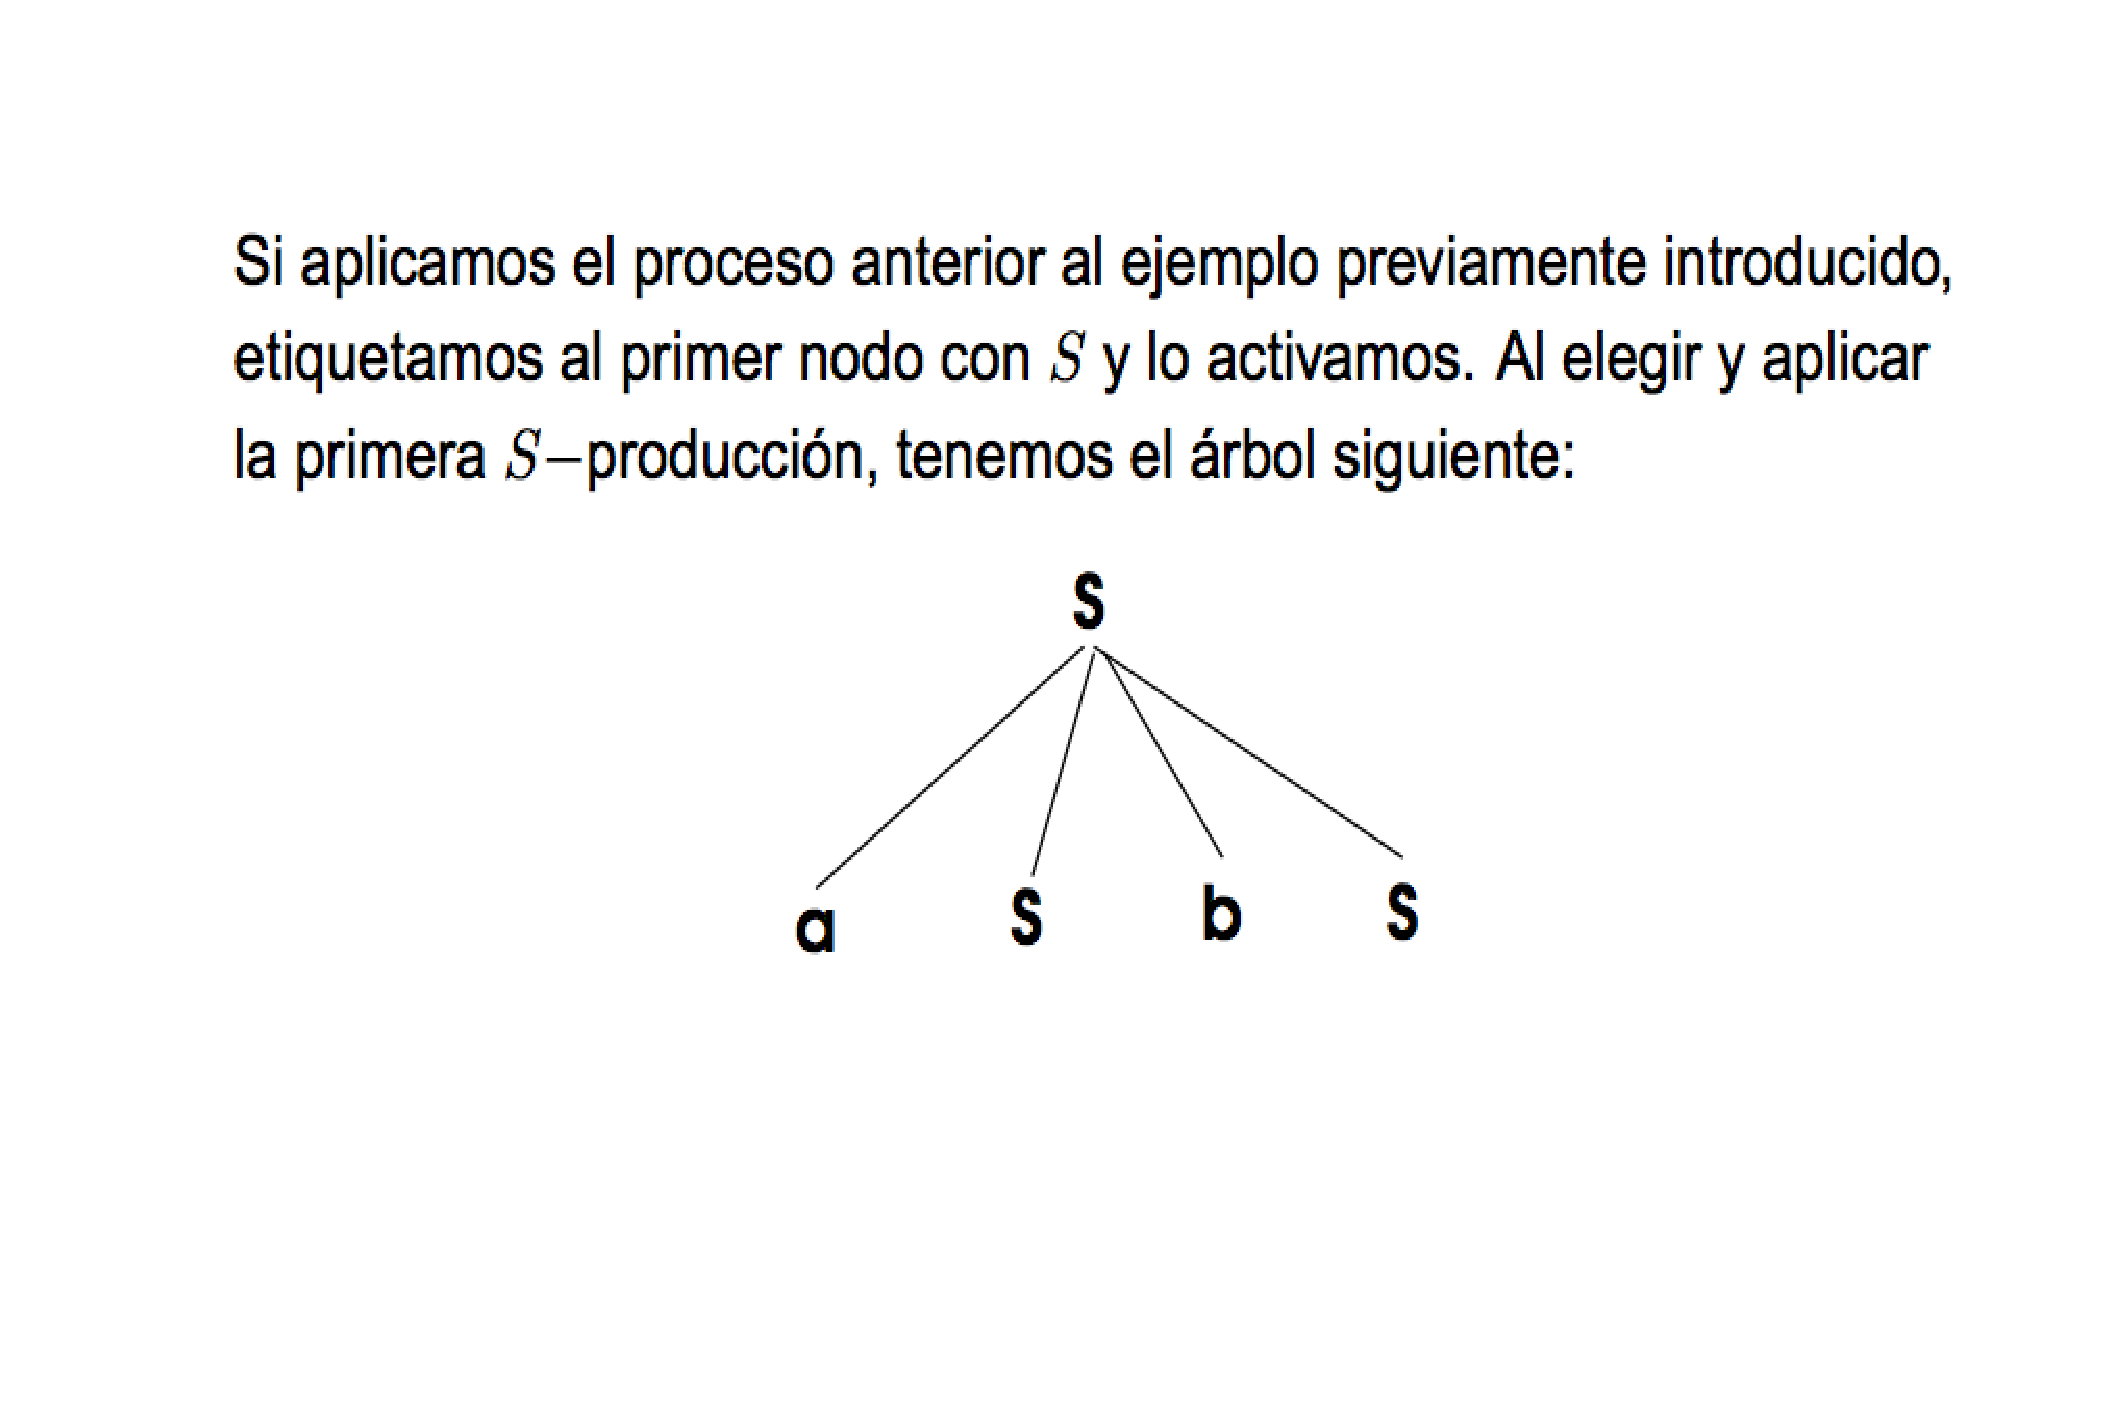 Si aplicamos el proceso anterior al ejemplo previamente introducido,
etiquetamos al primer nodo con S y lo activamos. Al elegir y aplicar
la primera S−producción, tenemos el árbol siguiente:
S
a S b S